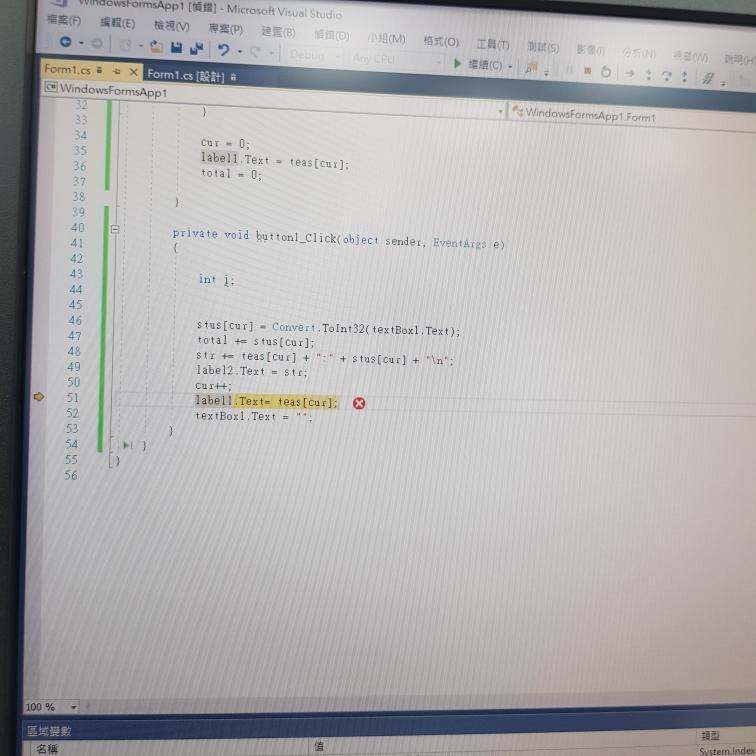 WindowsFormsApp1 [偵錯] - Microsoft Visual Studio
檔案(F) 編輯(E) 檢視(V) 專案(P) 建置(B) 偵錯(D) 小組(M) 格式(O) 工具(T) 測試(S) 影像(I) 分析(N) 視窗(W) 說明(H)
Debug Any CPU 繼續(C)
Form1.cs Form1.cs [設計]
C# WindowsFormsApp1 WindowsFormsApp1.Form1
32
33 }
34
35 cur = 0;
36 label1.Text = teas[cur];
37 total = 0;
38
39 }
40
41 private void button1_Click(object sender, EventArgs e)
42 {
43
44 int i;
45
46
47 stus[cur] = Convert.ToInt32(textBox1.Text);
48 total += stus[cur];
49 str += teas[cur] + ":" + stus[cur] + "\n";
50 label2.Text = str;
51 cur++;
52 label1.Text= teas[cur];
53 textBox1.Text = "";
54 }
55 }
56 }
100 %
區域變數
名稱 值 類型
System.Index